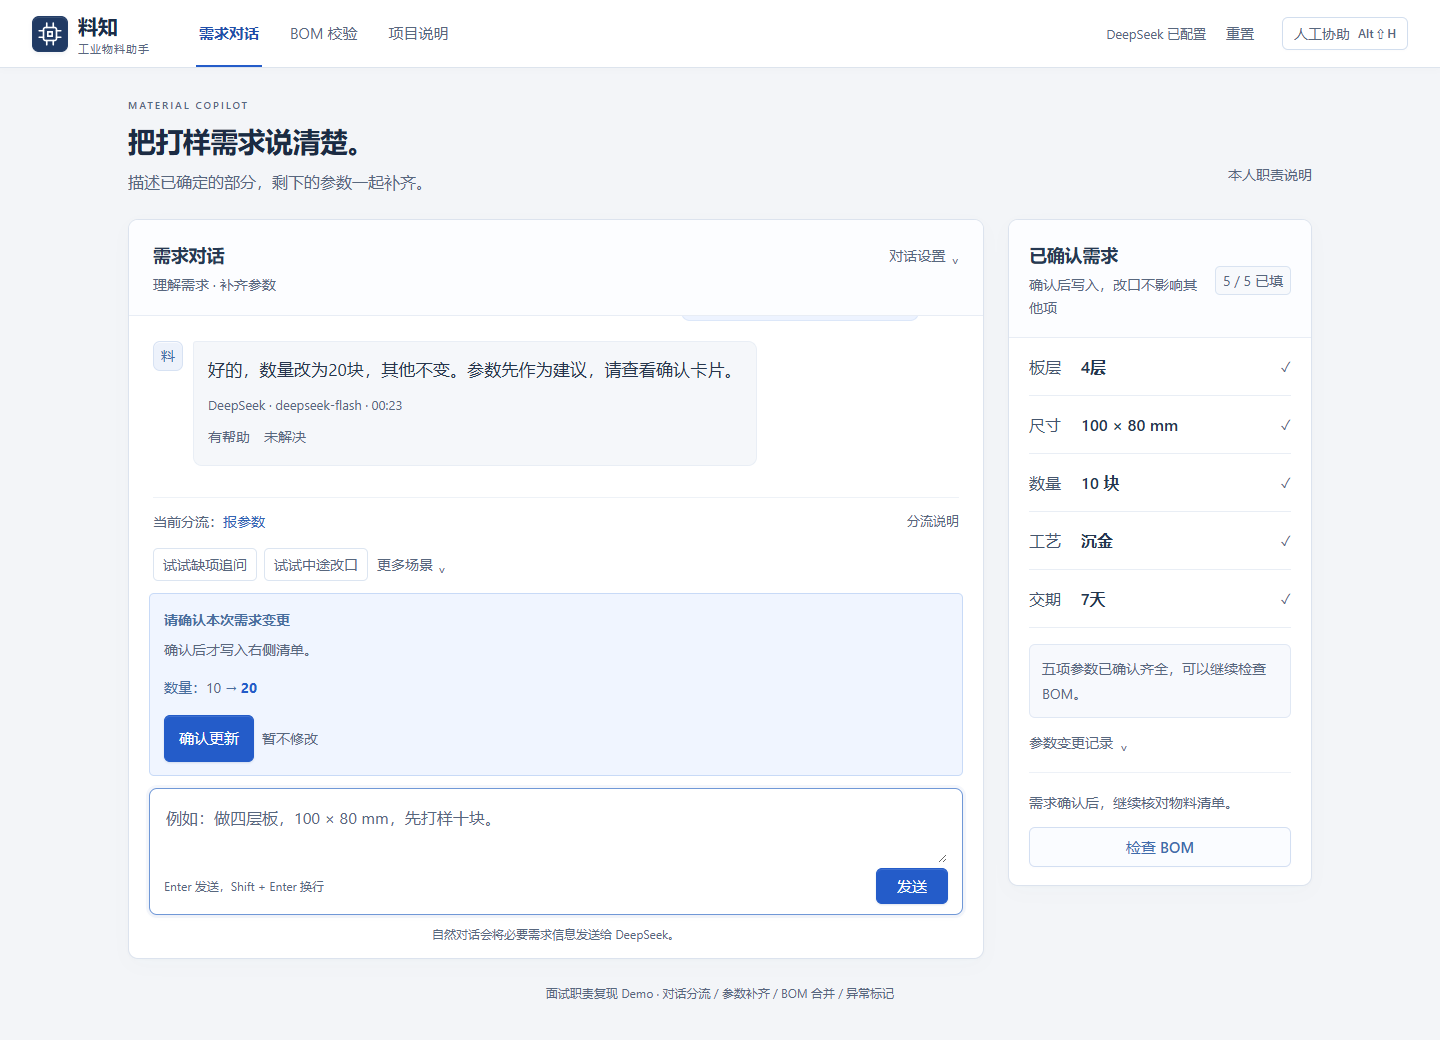 料知
工业物料助手
需求对话
BOM 校验
项目说明
DeepSeek 已配置
重置
人工协助 Alt⇧H
MATERIAL COPILOT
把打样需求说清楚。
描述已确定的部分，剩下的参数一起补齐。
本人职责说明
需求对话
理解需求 · 补齐参数
对话设置
料
好的，数量改为20块，其他不变。参数先作为建议，请查看确认卡片。
DeepSeek · deepseek-flash · 00:23
有帮助 未解决
当前分流：报参数
分流说明
试试缺项追问
试试中途改口
更多场景
请确认本次需求变更
确认后才写入右侧清单。
数量：10 → 20
确认更新
暂不修改
例如：做四层板，100 × 80 mm，先打样十块。
Enter 发送，Shift + Enter 换行
发送
自然对话会将必要需求信息发送给 DeepSeek。
已确认需求
确认后写入，改口不影响其
他项
5 / 5 已填
板层 4层 ✓
尺寸 100 × 80 mm ✓
数量 10 块 ✓
工艺 沉金 ✓
交期 7天 ✓
五项参数已确认齐全，可以继续检查
BOM。
参数变更记录
需求确认后，继续核对物料清单。
检查 BOM
面试职责复现 Demo · 对话分流 / 参数补齐 / BOM 合并 / 异常标记